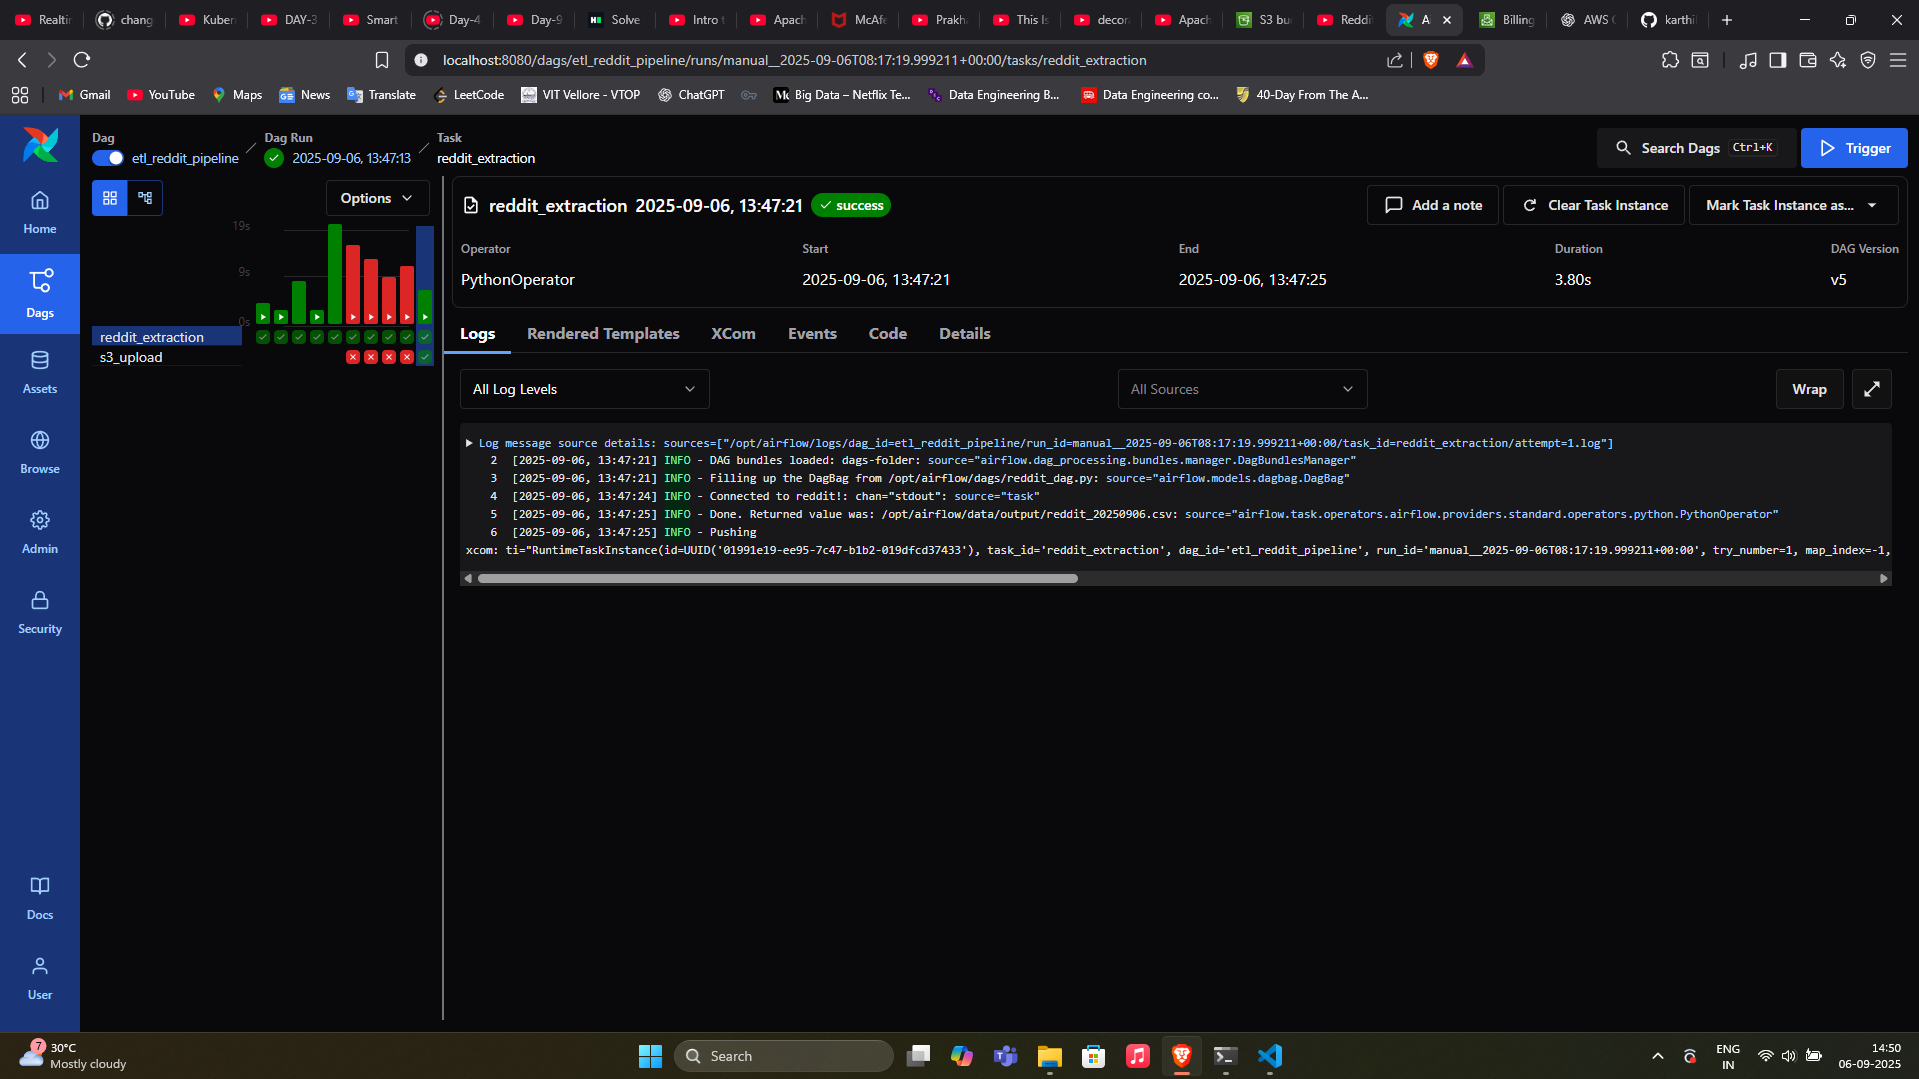 Realtir
chang
Kuber
DAY-3
Smart
Day-4
Day-9
Solve
Intro t
Apach
McAfe
Prakha
This Is
decora
Apach
S3 bu
Reddi
Ai
Billing
AWS C
karthil
localhost:8080/dags/etl_reddit_pipeline/runs/manual__2025-09-06T08:17:19.999211+00:00/tasks/reddit_extraction
Gmail
YouTube
Maps
News
Translate
LeetCode
VIT Vellore - VTOP
ChatGPT
Big Data – Netflix Te...
Data Engineering B...
Data Engineering co...
40-Day From The A...
Home
Dags
Assets
Browse
Admin
Security
Docs
User
Dag
etl_reddit_pipeline
Dag Run
2025-09-06, 13:47:13
Task
reddit_extraction
Search Dags Ctrl+K
Trigger
Options
19s
9s
0s
reddit_extraction
s3_upload
reddit_extraction 2025-09-06, 13:47:21 success
Add a note
Clear Task Instance
Mark Task Instance as...
Operator
PythonOperator
Start
2025-09-06, 13:47:21
End
2025-09-06, 13:47:25
Duration
3.80s
DAG Version
v5
Logs
Rendered Templates
XCom
Events
Code
Details
All Log Levels
All Sources
Wrap
Log message source details: sources=["/opt/airflow/logs/dag_id=etl_reddit_pipeline/run_id=manual__2025-09-06T08:17:19.999211+00:00/task_id=reddit_extraction/attempt=1.log"]
2 [2025-09-06, 13:47:21] INFO - DAG bundles loaded: dags-folder: source="airflow.dag_processing.bundles.manager.DagBundlesManager"
3 [2025-09-06, 13:47:21] INFO - Filling up the DagBag from /opt/airflow/dags/reddit_dag.py: source="airflow.models.dagbag.DagBag"
4 [2025-09-06, 13:47:24] INFO - Connected to reddit!: chan="stdout": source="task"
5 [2025-09-06, 13:47:25] INFO - Done. Returned value was: /opt/airflow/data/output/reddit_20250906.csv: source="airflow.task.operators.airflow.providers.standard.operators.python.PythonOperator"
6 [2025-09-06, 13:47:25] INFO - Pushing
xcom: ti="RuntimeTaskInstance(id=UUID('01991e19-ee95-7c47-b1b2-019dfcd37433'), task_id='reddit_extraction', dag_id='etl_reddit_pipeline', run_id='manual__2025-09-06T08:17:19.999211+00:00', try_number=1, map_index=-1,
7
30°C
Mostly cloudy
Search
ENG
IN
14:50
06-09-2025